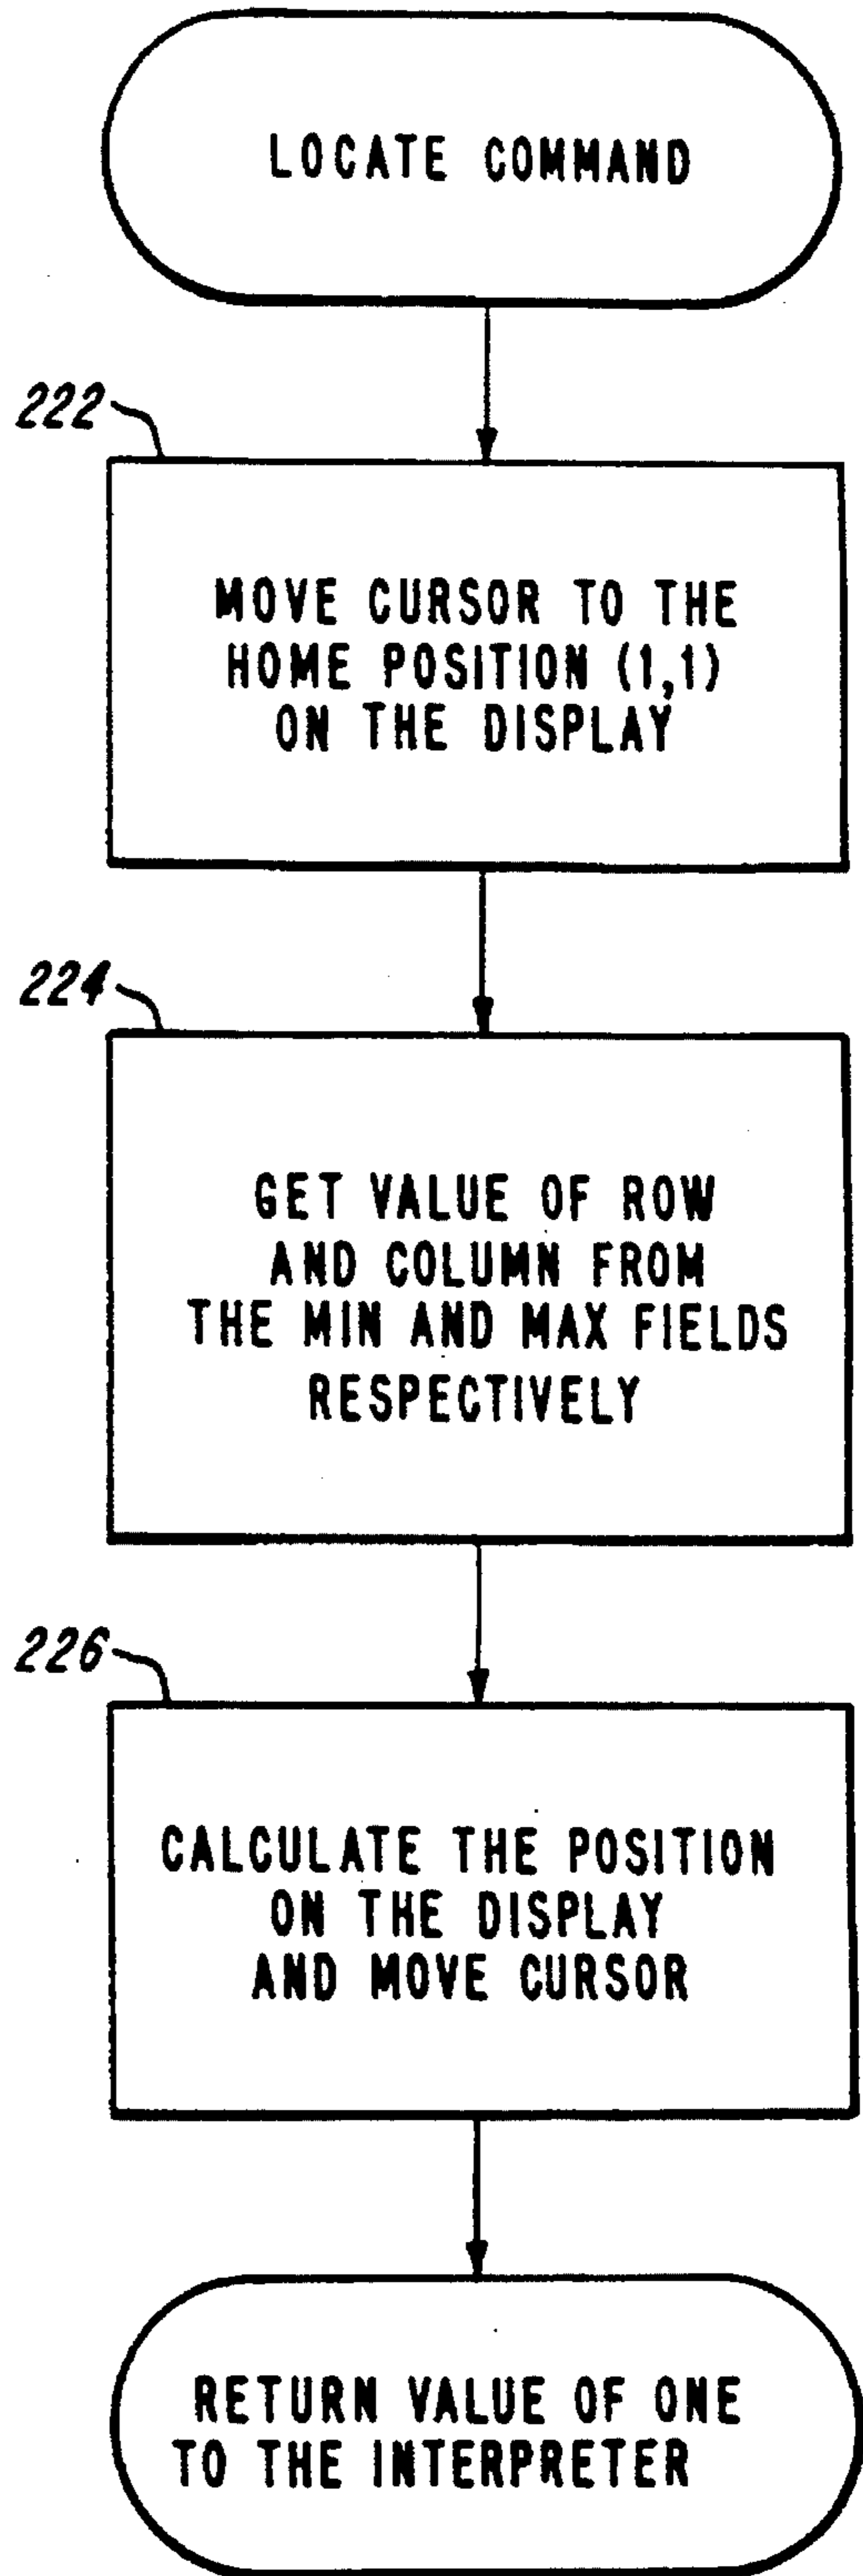 LOCATE COMMAND
222
MOVE CURSOR TO THE
HOME POSITION (1,1)
ON THE DISPLAY
224
GET VALUE OF ROW
AND COLUMN FROM
THE MIN AND MAX FIELDS
RESPECTIVELY
226
CALCULATE THE POSITION
ON THE DISPLAY
AND MOVE CURSOR
RETURN VALUE OF ONE
TO THE INTERPRETER